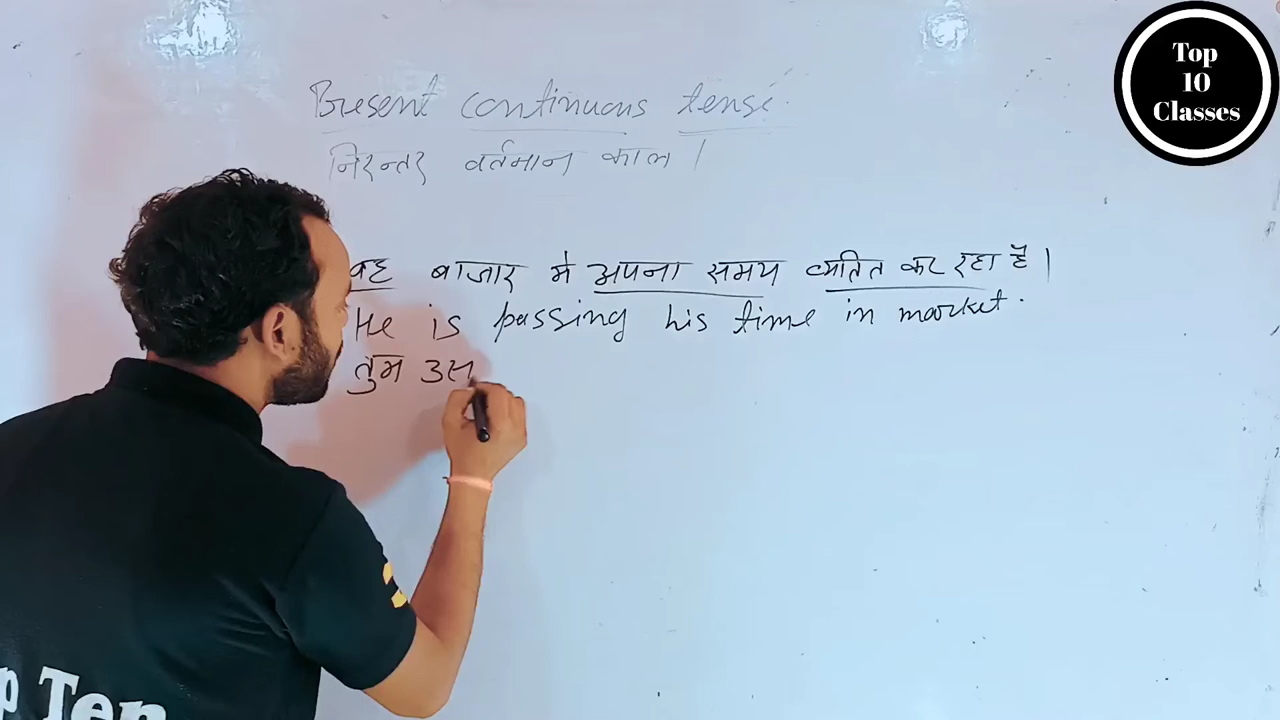 Top
10
Classes
Present continuous tense.
निरन्तर वर्तमान काल।
वह बाजार मे अपना समय व्यतित कर रहा है।
He is passing his time in market.
तुम उस
p Ten